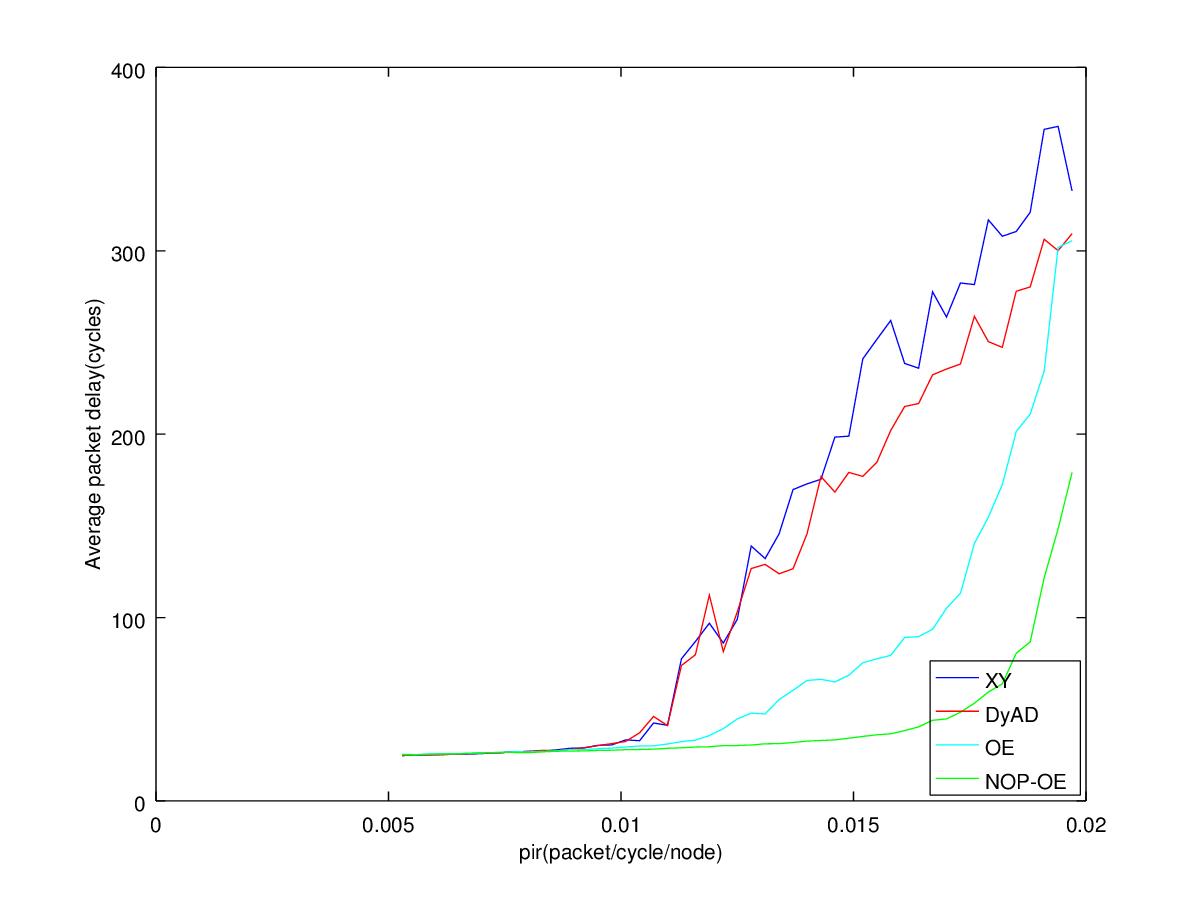 400
300
200
100
0
Average packet delay(cycles)
0 0.005 0.01 0.015 0.02
pir(packet/cycle/node)
XY
DyAD
OE
NOP-OE